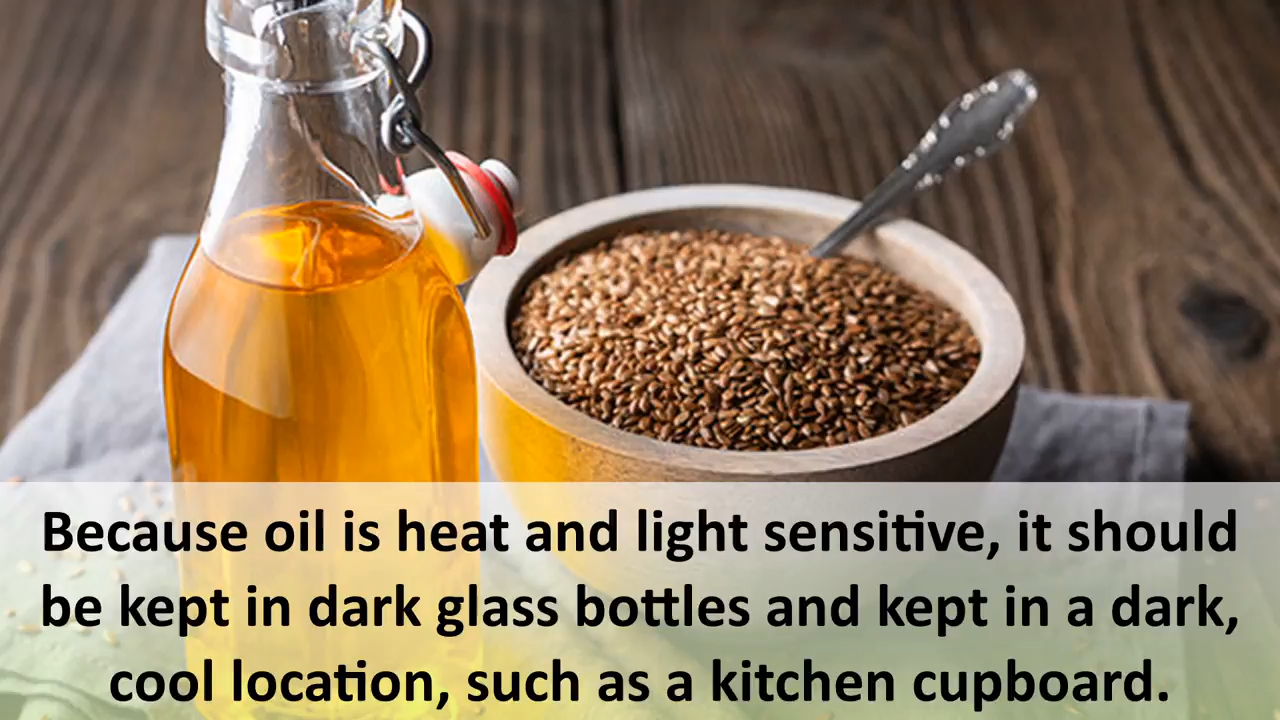 Because oil is heat and light sensitive, it should
be kept in dark glass bottles and kept in a dark,
cool location, such as a kitchen cupboard.